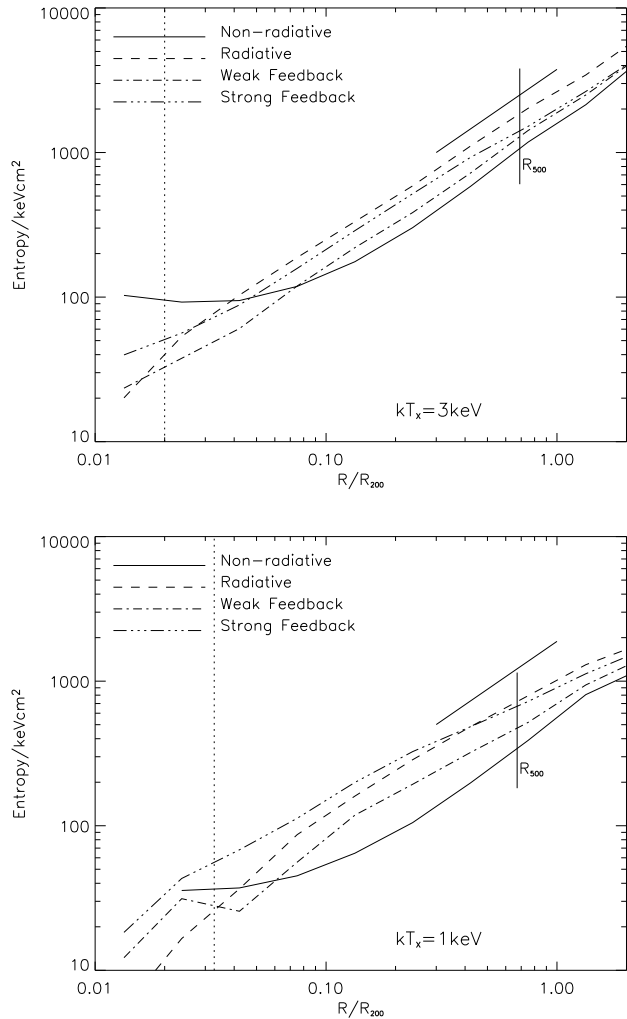 10000
Non-radiative
Radiative
Weak Feedback
Strong Feedback
1000
R₅₀₀
Entropy/keVcm²
100
kTₓ=3keV
10
0.01 0.10 1.00
R/R₂₀₀
10000
Non-radiative
Radiative
Weak Feedback
Strong Feedback
1000
R₅₀₀
Entropy/keVcm²
100
kTₓ=1keV
10
0.01 0.10 1.00
R/R₂₀₀